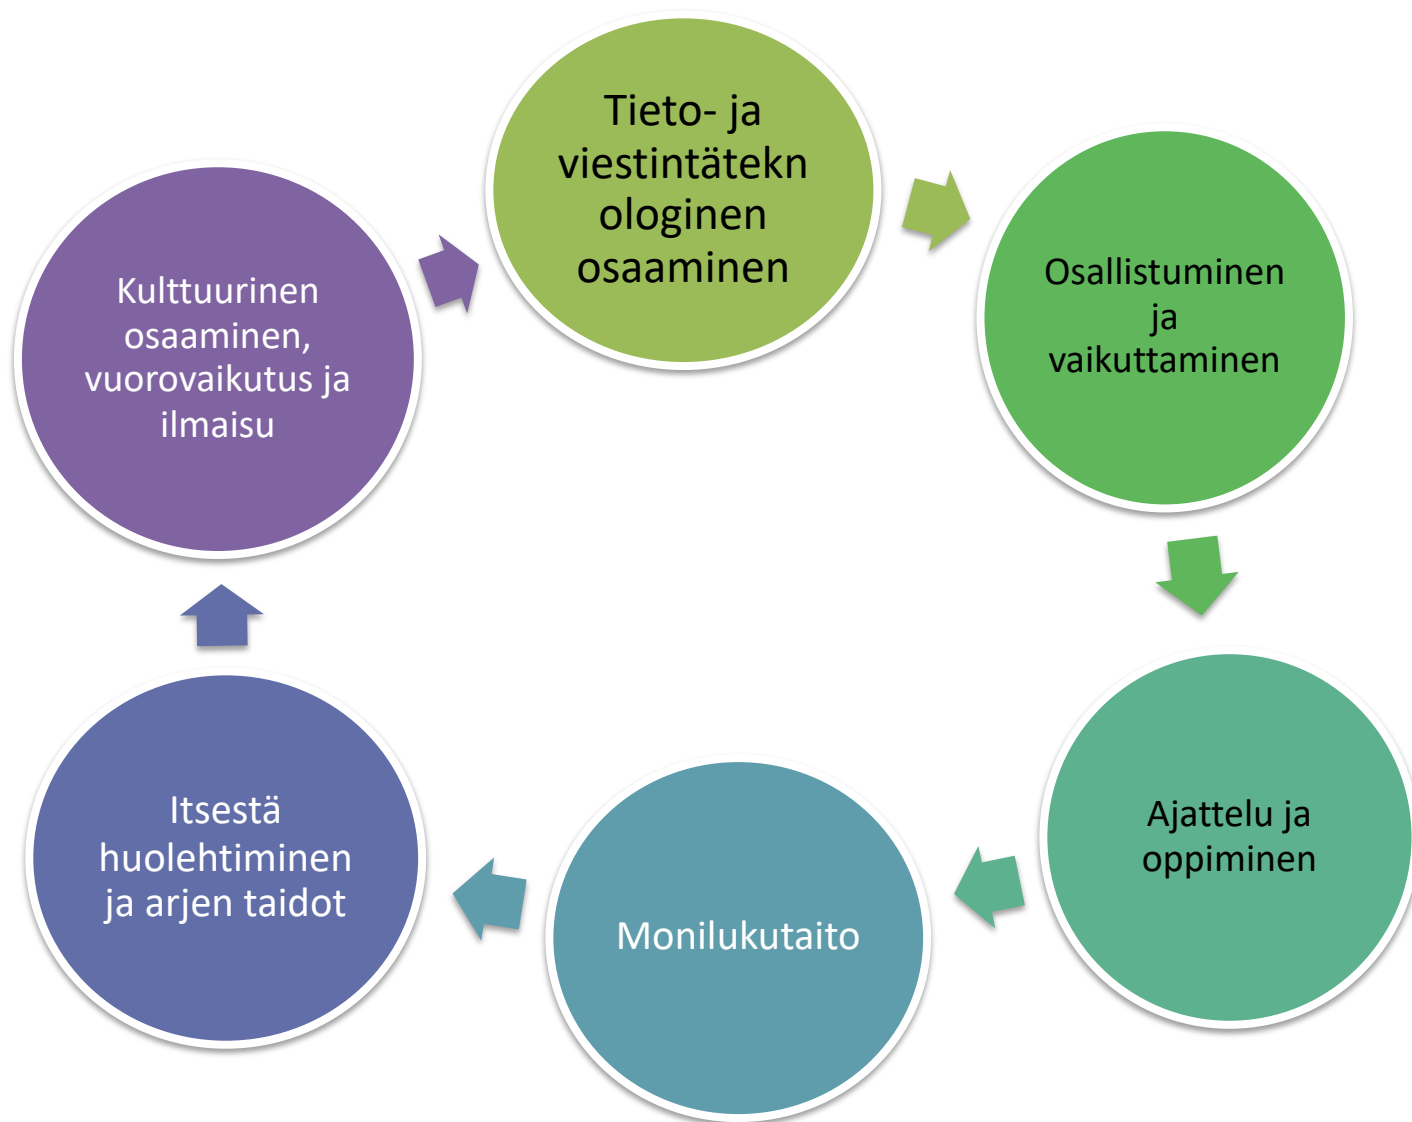 Tieto- ja
viestintätekn
ologinen
osaaminen
Osallistuminen
ja
vaikuttaminen
Ajattelu ja
oppiminen
Monilukutaito
Itsestä
huolehtiminen
ja arjen taidot
Kulttuurinen
osaaminen,
vuorovaikutus ja
ilmaisu